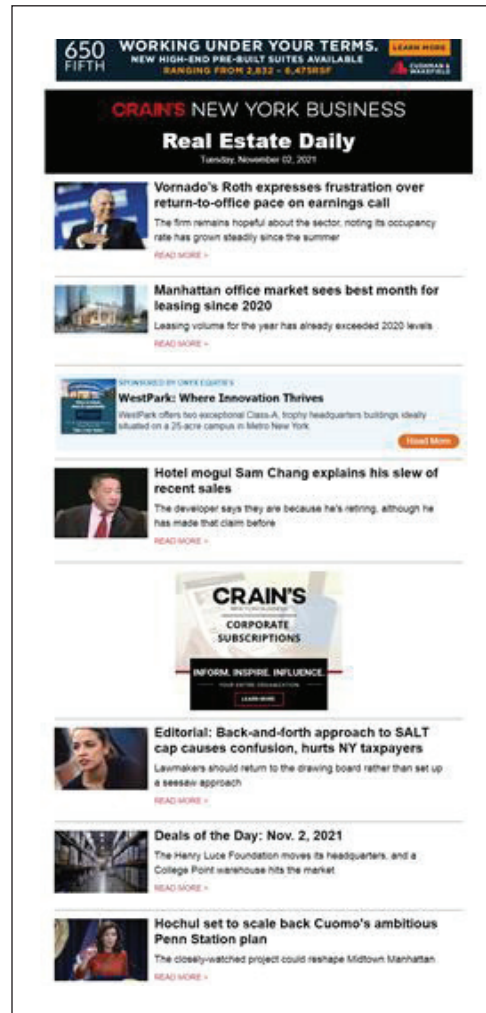 650
FIFTH
WORKING UNDER YOUR TERMS.
NEW HIGH-END PRE-BUILT SUITES AVAILABLE
RANGING FROM 2,832 - 6,475RSF
LEARN MORE
CUSHMAN &
WAKEFIELD
CRAIN'S NEW YORK BUSINESS
Real Estate Daily
Tuesday, November 02, 2021
Vornado's Roth expresses frustration over
return-to-office pace on earnings call
The firm remains hopeful about the sector, noting its occupancy
rate has grown steadily since the summer
READ MORE >
Manhattan office market sees best month for
leasing since 2020
Leasing volume for the year has already exceeded 2020 levels
READ MORE >
SPONSORED BY ONYX EQUITIES
WestPark: Where Innovation Thrives
WestPark offers two exceptional Class-A, trophy headquarters buildings ideally
situated on a 25-acre campus in Metro New York
Read More
Hotel mogul Sam Chang explains his slew of
recent sales
The developer says they are because he's retiring, although he
has made that claim before
READ MORE >
CRAIN'S
NEW YORK BUSINESS
CORPORATE
SUBSCRIPTIONS
INFORM. INSPIRE. INFLUENCE.
YOUR ENTIRE ORGANIZATION
LEARN MORE
Editorial: Back-and-forth approach to SALT
cap causes confusion, hurts NY taxpayers
Lawmakers should return to the drawing board rather than set up
a seesaw approach
READ MORE >
Deals of the Day: Nov. 2, 2021
The Henry Luce Foundation moves its headquarters, and a
College Point warehouse hits the market
READ MORE >
Hochul set to scale back Cuomo's ambitious
Penn Station plan
The closely-watched project could reshape Midtown Manhattan
READ MORE >